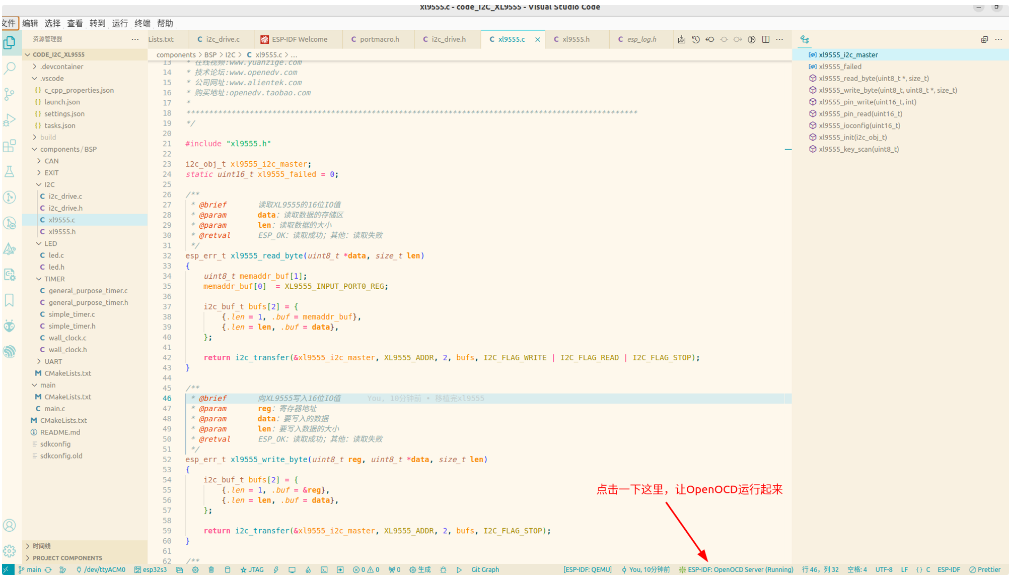 xl9555.c - code_I2C_XL9555 - Visual Studio Code
文件 编辑 选择 查看 转到 运行 终端 帮助
资源管理器
Lists.txt
i2c_drive.c
ESP-IDF Welcome
portmacro.h
i2c_drive.h
xl9555.c
xl9555.h
esp_log.h
CODE_I2C_XL9555
.devcontainer
.vscode
c_cpp_properties.json
launch.json
settings.json
tasks.json
build
components / BSP
CAN
EXIT
I2C
i2c_drive.c
i2c_drive.h
xl9555.c
xl9555.h
LED
led.c
led.h
TIMER
general_purpose_timer.c
general_purpose_timer.h
simple_timer.c
simple_timer.h
wall_clock.c
wall_clock.h
UART
CMakeLists.txt
main
CMakeLists.txt
main.c
CMakeLists.txt
README.md
sdkconfig
sdkconfig.old
时间线
PROJECT COMPONENTS
components > BSP > I2C > xl9555.c > ...
13 * 在线视频:www.yuanzige.com
14 * 技术论坛:www.openedv.com
15 * 公司网址:www.alientek.com
16 * 购买地址:openedv.taobao.com
17 *
18 ****************************************************************************************************
19 */
20
21 #include "xl9555.h"
22
23 i2c_obj_t xl9555_i2c_master;
24 static uint16_t xl9555_failed = 0;
25
26 /**
27 * @brief 读取XL9555的16位IO值
28 * @param data: 读取数据的存储区
29 * @param len: 读取数据的大小
30 * @retval ESP_OK: 读取成功; 其他: 读取失败
31 */
32 esp_err_t xl9555_read_byte(uint8_t *data, size_t len)
33 {
34 uint8_t memaddr_buf[1];
35 memaddr_buf[0] = XL9555_INPUT_PORT0_REG;
36
37 i2c_buf_t bufs[2] = {
38 {.len = 1, .buf = memaddr_buf},
39 {.len = len, .buf = data},
40 };
41
42 return i2c_transfer(&xl9555_i2c_master, XL9555_ADDR, 2, bufs, I2C_FLAG_WRITE | I2C_FLAG_READ | I2C_FLAG_STOP);
43 }
44
45 /**
46 * @brief 向XL9555写入16位IO值 You, 10分钟前 •
47 * @param reg: 寄存器地址
48 * @param data: 要写入的数据
49 * @param len: 要写入数据的大小
50 * @retval ESP_OK: 读取成功; 其他: 读取失败
51 */
52 esp_err_t xl9555_write_byte(uint8_t reg, uint8_t *data, size_t len)
53 {
54 i2c_buf_t bufs[2] = {
55 {.len = 1, .buf = &reg},
56 {.len = len, .buf = data},
57 };
58
59 return i2c_transfer(&xl9555_i2c_master, XL9555_ADDR, 2, bufs, I2C_FLAG_STOP);
60 }
61
62 /**
点击一下这里，让OpenOCD运行起来
xl9555_i2c_master
xl9555_failed
xl9555_read_byte(uint8_t *, size_t)
xl9555_write_byte(uint8_t, uint8_t *, size_t)
xl9555_pin_write(uint16_t, int)
xl9555_pin_read(uint16_t)
xl9555_ioconfig(uint16_t)
xl9555_init(i2c_obj_t)
xl9555_key_scan(uint8_t)
main /dev/ttyACM0 esp32s3 JTAG 0 0 0 生成 Git Graph [ESP-IDF: QEMU] You, 10分钟前 ESP-IDF: OpenOCD Server (Running) 行 46，列 32 空格: 4 UTF-8 LF {} C ESP-IDF Prettier